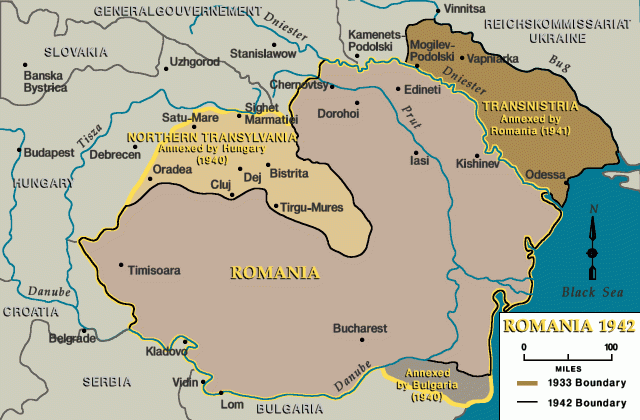 GENERALGOUVERNEMENT
Dniester
Vinnitsa
REICHSKOMMISSARIAT
UKRAINE
SLOVAKIA
Stanislawow
Kamenets-
Podolski
Mogilev-
Podolski
Vapniarka
Bug
Uzhgorod
Banska
Bystrica
Chernovtsy
Dniester
Edineti
TRANSNISTRIA
Annexed by
Romania (1941)
Sighet
Marmatiei
Satu-Mare
Dorohoi
Prut
Tisza
NORTHERN TRANSYLVANIA
Annexed by Hungary
(1940)
Budapest
Debrecen
Iasi
Kishinev
Oradea
Dej
Bistrita
Cluj
Odessa
HUNGARY
Tirgu-Mures
N
Timisoara
ROMANIA
Danube
Black Sea
CROATIA
Belgrade
Bucharest
Kladovo
ROMANIA 1942
0
100
MILES
1933 Boundary
1942 Boundary
SERBIA
Vidin
Danube
Annexed
by Bulgaria
(1940)
Lom
BULGARIA